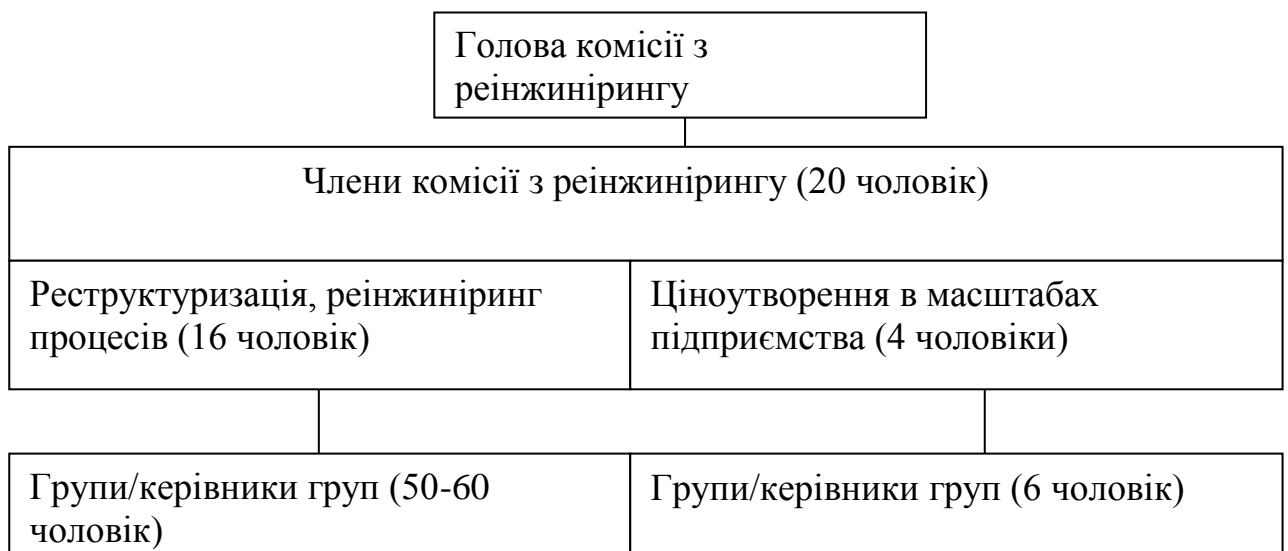 Голова комісії з
реінжинірингу
Члени комісії з реінжинірингу (20 чоловік)
Реструктуризація, реінжиніринг
процесів (16 чоловік)
Ціноутворення в масштабах
підприємства (4 чоловіки)
Групи/керівники груп (50-60
чоловік)
Групи/керівники груп (6 чоловік)